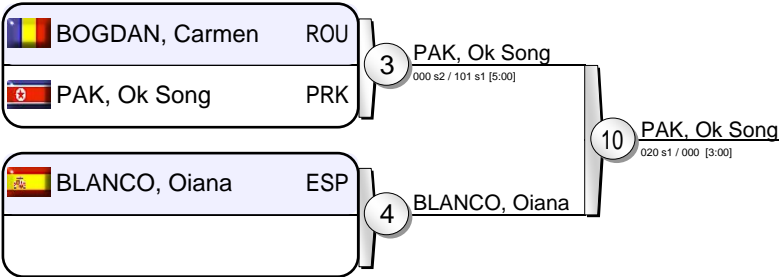 BOGDAN, Carmen ROU
PAK, Ok Song PRK
3
PAK, Ok Song
000 s2 / 101 s1 [5:00]
BLANCO, Oiana ESP
4
BLANCO, Oiana
10
PAK, Ok Song
020 s1 / 000 [3:00]